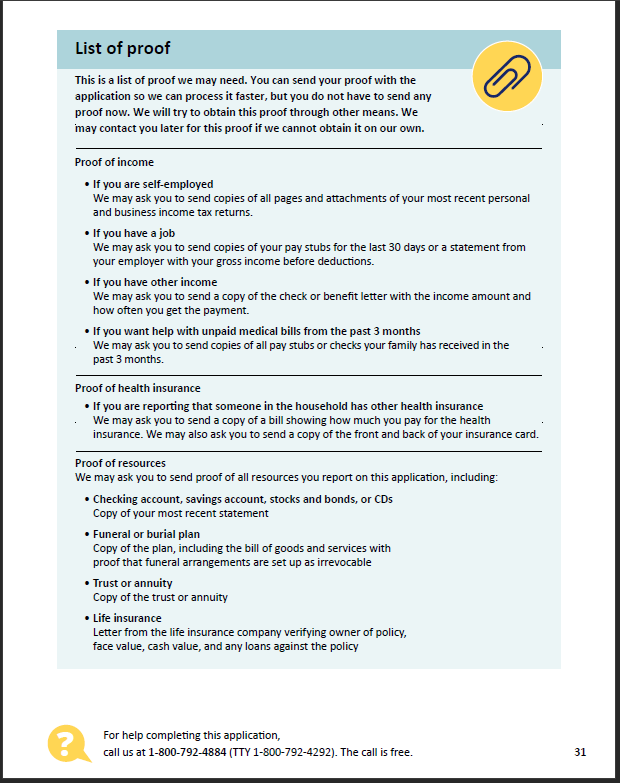 List of proof
This is a list of proof we may need. You can send your proof with the
application so we can process it faster, but you do not have to send any
proof now. We will try to obtain this proof through other means. We
may contact you later for this proof if we cannot obtain it on our own.
Proof of income
• If you are self-employed
We may ask you to send copies of all pages and attachments of your most recent personal
and business income tax returns.
• If you have a job
We may ask you to send copies of your pay stubs for the last 30 days or a statement from
your employer with your gross income before deductions.
• If you have other income
We may ask you to send a copy of the check or benefit letter with the income amount and
how often you get the payment.
• If you want help with unpaid medical bills from the past 3 months
We may ask you to send copies of all pay stubs or checks your family has received in the
past 3 months.
Proof of health insurance
• If you are reporting that someone in the household has other health insurance
We may ask you to send a copy of a bill showing how much you pay for the health
insurance. We may also ask you to send a copy of the front and back of your insurance card.
Proof of resources
We may ask you to send proof of all resources you report on this application, including:
• Checking account, savings account, stocks and bonds, or CDs
Copy of your most recent statement
• Funeral or burial plan
Copy of the plan, including the bill of goods and services with
proof that funeral arrangements are set up as irrevocable
• Trust or annuity
Copy of the trust or annuity
• Life insurance
Letter from the life insurance company verifying owner of policy,
face value, cash value, and any loans against the policy
?
For help completing this application,
call us at 1-800-792-4884 (TTY 1-800-792-4292). The call is free.
31